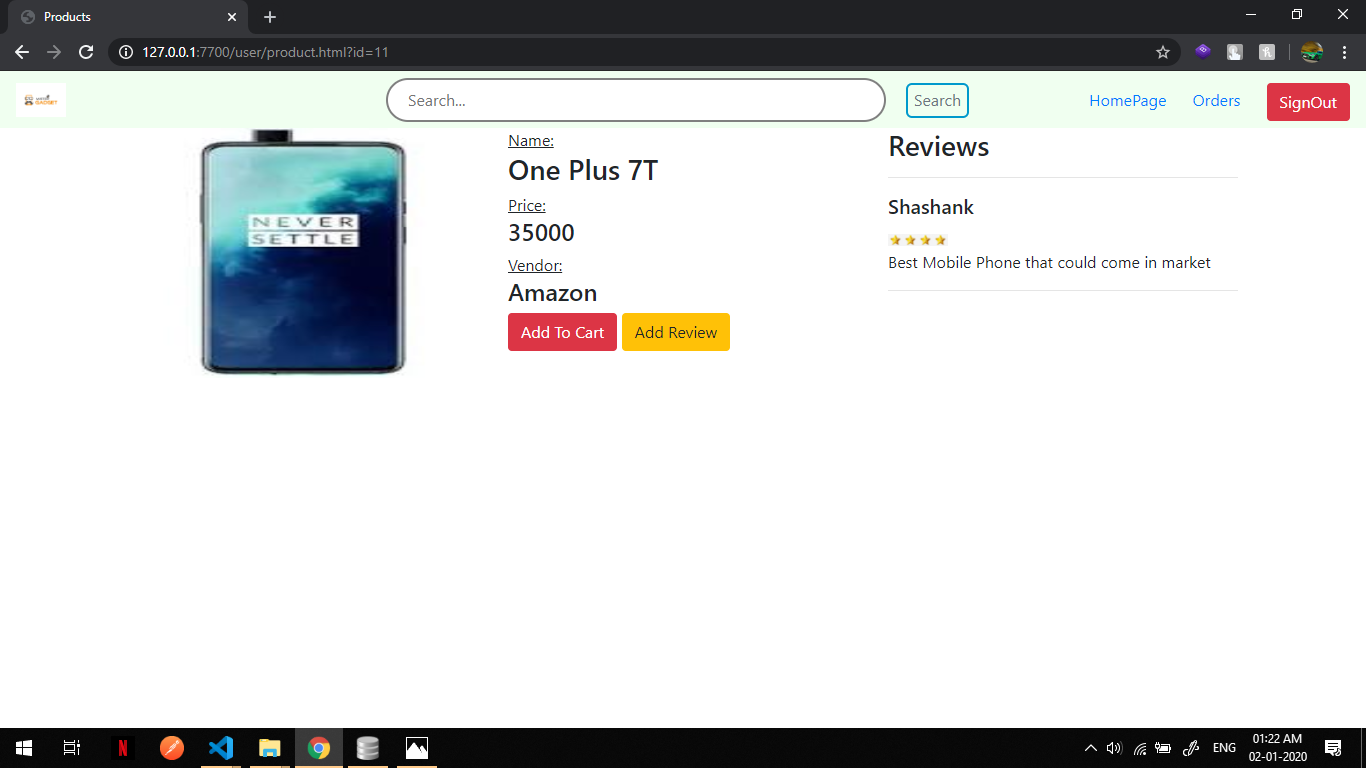 Products
127.0.0.1:7700/user/product.html?id=11
Search...
Search
HomePage
Orders
SignOut
NEVER
SETTLE
Name:
One Plus 7T
Price:
35000
Vendor:
Amazon
Add To Cart
Add Review
Reviews
Shashank
Best Mobile Phone that could come in market
N
ENG
01:22 AM
02-01-2020